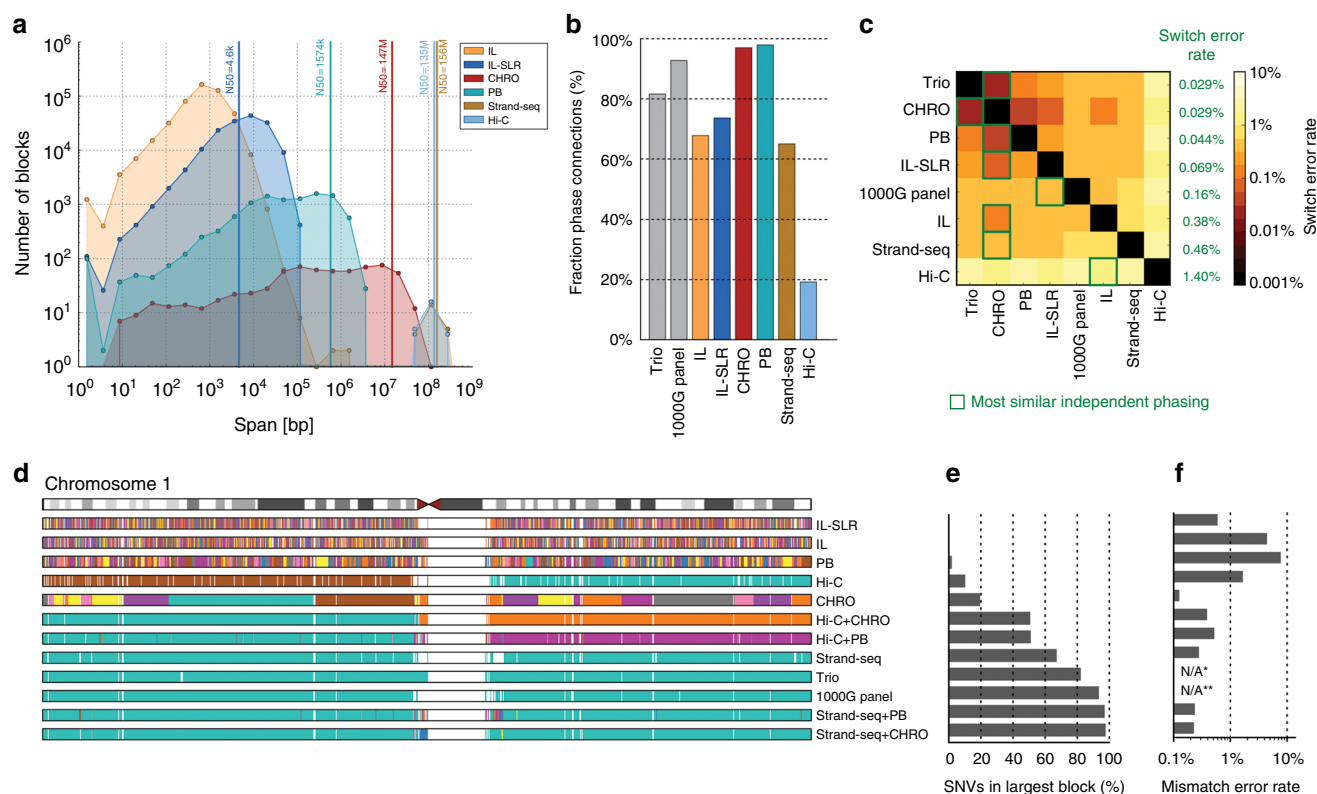 a
10^6
10^5
10^4
10^3
10^2
10^1
10^0
Number of blocks
N50=4.6k
N50=1574k
N50=147M
N50=135M
N50=156M
IL
IL-SLR
CHRO
PB
Strand-seq
Hi-C
10^0 10^1 10^2 10^3 10^4 10^5 10^6 10^7 10^8 10^9
Span [bp]
b
100%
80%
60%
40%
20%
0%
Fraction phase connections (%)
Trio
1000G panel
IL
IL-SLR
CHRO
PB
Strand-seq
Hi-C
c
Switch error
rate
Trio 0.029%
CHRO 0.029%
PB 0.044%
IL-SLR 0.069%
1000G panel 0.16%
IL 0.38%
Strand-seq 0.46%
Hi-C 1.40%
Trio
CHRO
PB
IL-SLR
1000G panel
IL
Strand-seq
Hi-C
10%
1%
0.1%
0.01%
0.001%
Switch error rate
Most similar independent phasing
d
Chromosome 1
IL-SLR
IL
PB
Hi-C
CHRO
Hi-C+CHRO
Hi-C+PB
Strand-seq
Trio
1000G panel
Strand-seq+PB
Strand-seq+CHRO
e
0 20 40 60 80 100
SNVs in largest block (%)
f
N/A*
N/A**
0.1% 1% 10%
Mismatch error rate